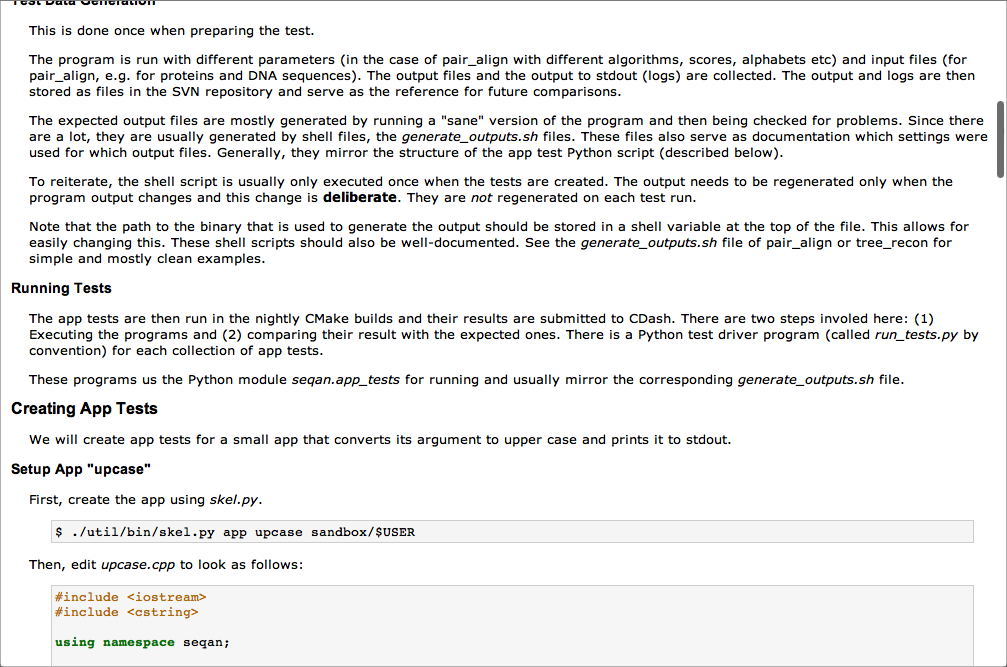 Test Data Generation
This is done once when preparing the test.
The program is run with different parameters (in the case of pair_align with different algorithms, scores, alphabets etc) and input files (for
pair_align, e.g. for proteins and DNA sequences). The output files and the output to stdout (logs) are collected. The output and logs are then
stored as files in the SVN repository and serve as the reference for future comparisons.
The expected output files are mostly generated by running a "sane" version of the program and then being checked for problems. Since there
are a lot, they are usually generated by shell files, the generate_outputs.sh files. These files also serve as documentation which settings were
used for which output files. Generally, they mirror the structure of the app test Python script (described below).
To reiterate, the shell script is usually only executed once when the tests are created. The output needs to be regenerated only when the
program output changes and this change is deliberate. They are not regenerated on each test run.
Note that the path to the binary that is used to generate the output should be stored in a shell variable at the top of the file. This allows for
easily changing this. These shell scripts should also be well-documented. See the generate_outputs.sh file of pair_align or tree_recon for
simple and mostly clean examples.
Running Tests
The app tests are then run in the nightly CMake builds and their results are submitted to CDash. There are two steps involed here: (1)
Executing the programs and (2) comparing their result with the expected ones. There is a Python test driver program (called run_tests.py by
convention) for each collection of app tests.
These programs us the Python module seqan.app_tests for running and usually mirror the corresponding generate_outputs.sh file.
Creating App Tests
We will create app tests for a small app that converts its argument to upper case and prints it to stdout.
Setup App "upcase"
First, create the app using skel.py.
$ ./util/bin/skel.py app upcase sandbox/$USER
Then, edit upcase.cpp to look as follows:
#include <iostream>
#include <cstring>
using namespace seqan;